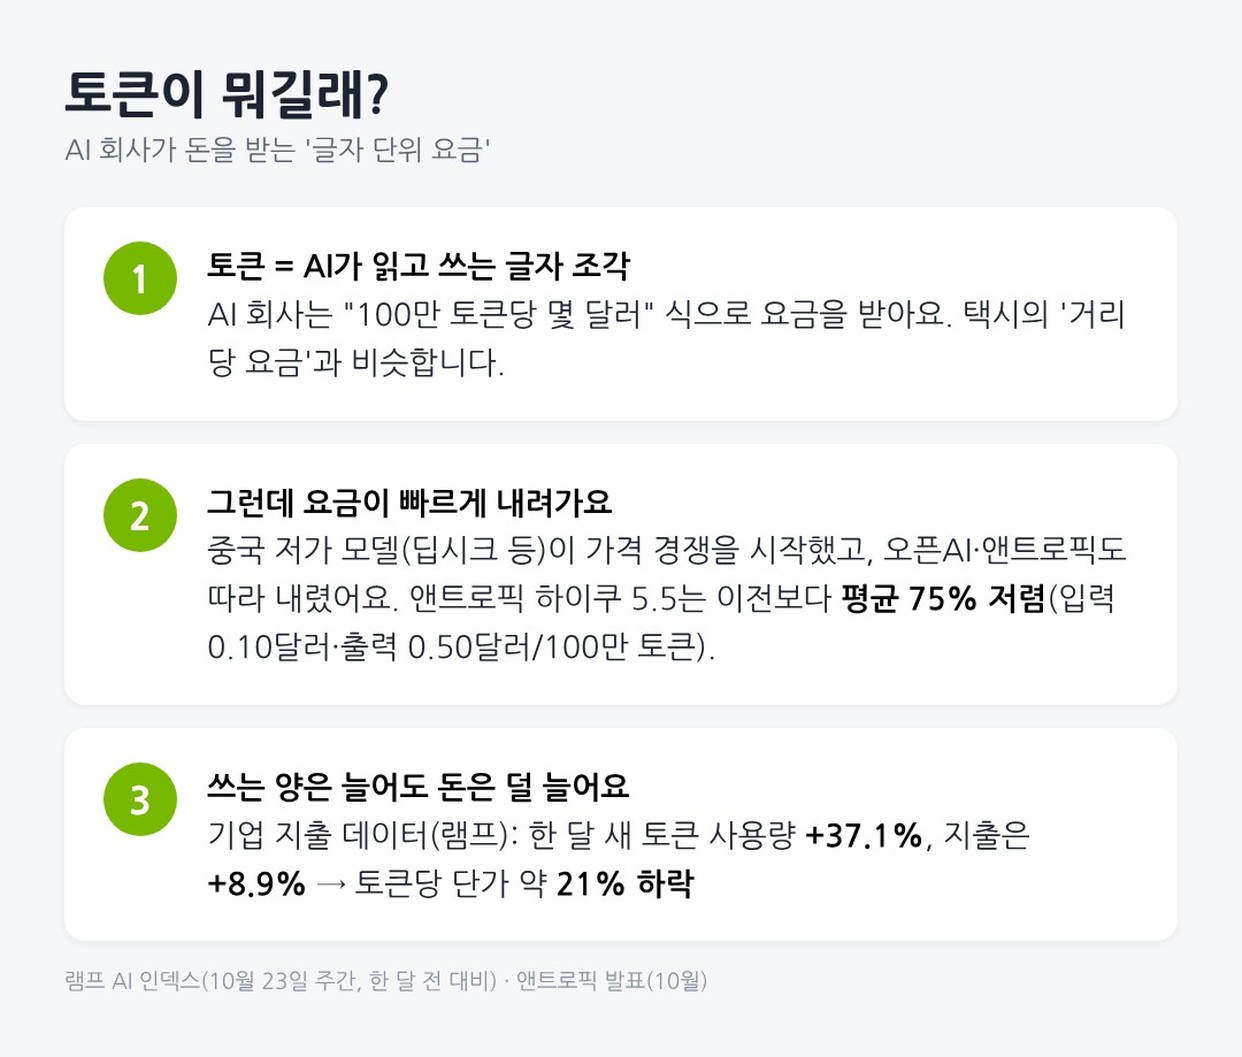 토큰이 뭐길래?
AI 회사가 돈을 받는 '글자 단위 요금'
1
토큰 = AI가 읽고 쓰는 글자 조각
AI 회사는 "100만 토큰당 몇 달러" 식으로 요금을 받아요. 택시의 '거리
당 요금'과 비슷합니다.
2
그런데 요금이 빠르게 내려가요
중국 저가 모델(딥시크 등)이 가격 경쟁을 시작했고, 오픈AI·앤트로픽도
따라 내렸어요. 앤트로픽 하이쿠 5.5는 이전보다 평균 75% 저렴(입력
0.10달러·출력 0.50달러/100만 토큰).
3
쓰는 양은 늘어도 돈은 덜 늘어요
기업 지출 데이터(램프): 한 달 새 토큰 사용량 +37.1%, 지출은
+8.9% → 토큰당 단가 약 21% 하락
램프 AI 인덱스(10월 23일 주간, 한 달 전 대비) · 앤트로픽 발표(10월)